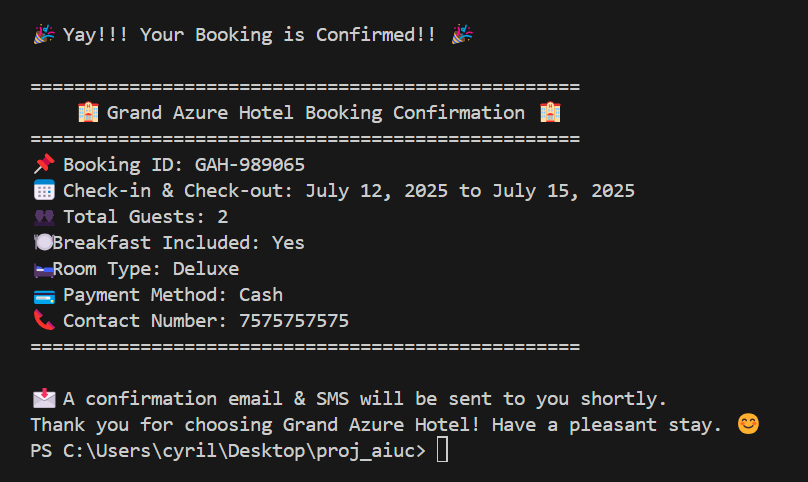 🎉 Yay!!! Your Booking is Confirmed!! 🎉
==================================================
🏨 Grand Azure Hotel Booking Confirmation 🏨
==================================================
📌 Booking ID: GAH-989065
📅 Check-in & Check-out: July 12, 2025 to July 15, 2025
👥 Total Guests: 2
🍽️Breakfast Included: Yes
🛏️Room Type: Deluxe
💳 Payment Method: Cash
📞 Contact Number: 7575757575
==================================================
📩 A confirmation email & SMS will be sent to you shortly.
Thank you for choosing Grand Azure Hotel! Have a pleasant stay. 😊
PS C:\Users\cyril\Desktop\proj_aiuc>